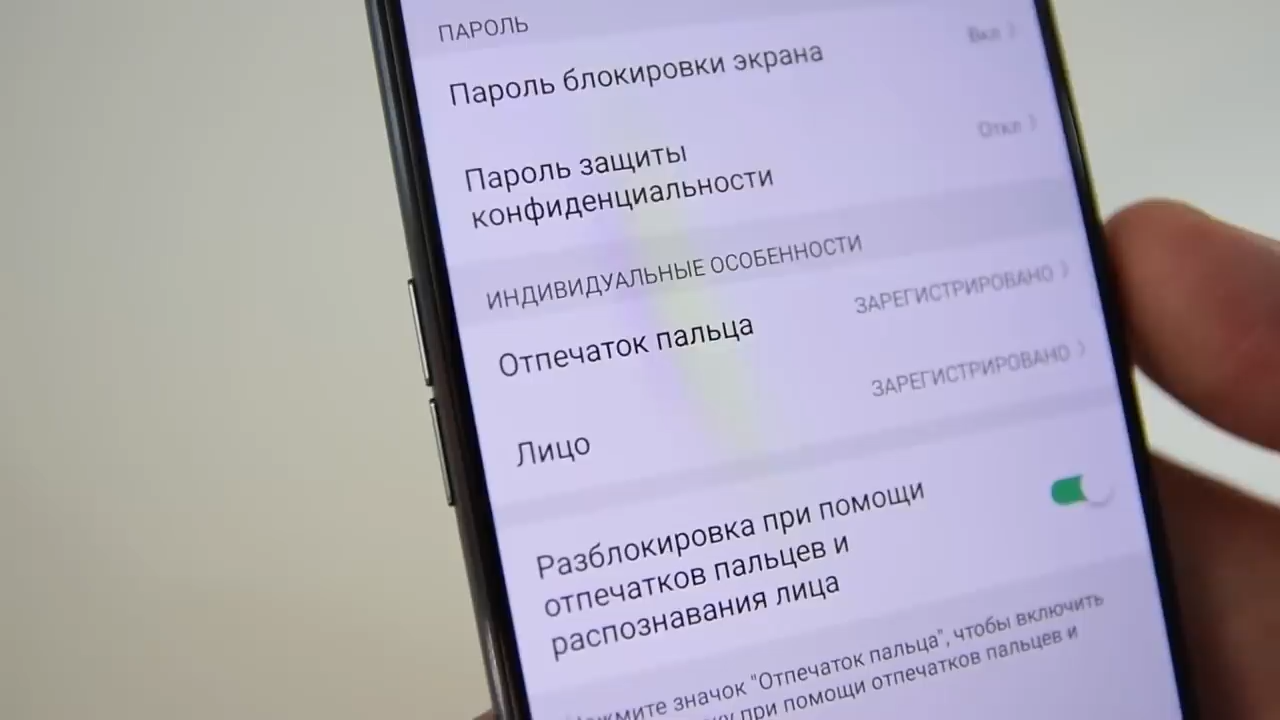 ПАРОЛЬ
Пароль блокировки экрана
Вкл
Пароль защиты
конфиденциальности
Откл
ИНДИВИДУАЛЬНЫЕ ОСОБЕННОСТИ
Отпечаток пальца
ЗАРЕГИСТРИРОВАНО
Лицо
ЗАРЕГИСТРИРОВАНО
Разблокировка при помощи
отпечатков пальцев и
распознавания лица
значок "Отпечаток пальца", чтобы включить
при помощи отпечатков пальцев и